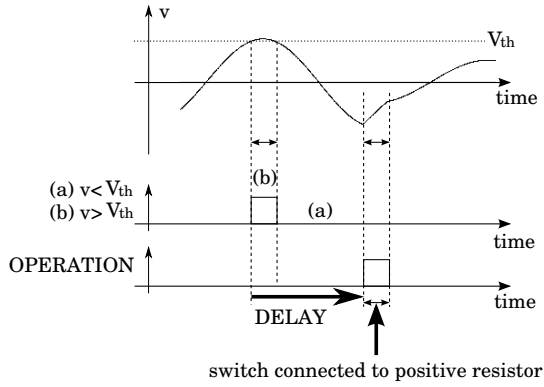 v
Vth
time
(b)
(a) v< Vth
(b) v> Vth
(a)
time
OPERATION
DELAY
time
switch connected to positive resistor